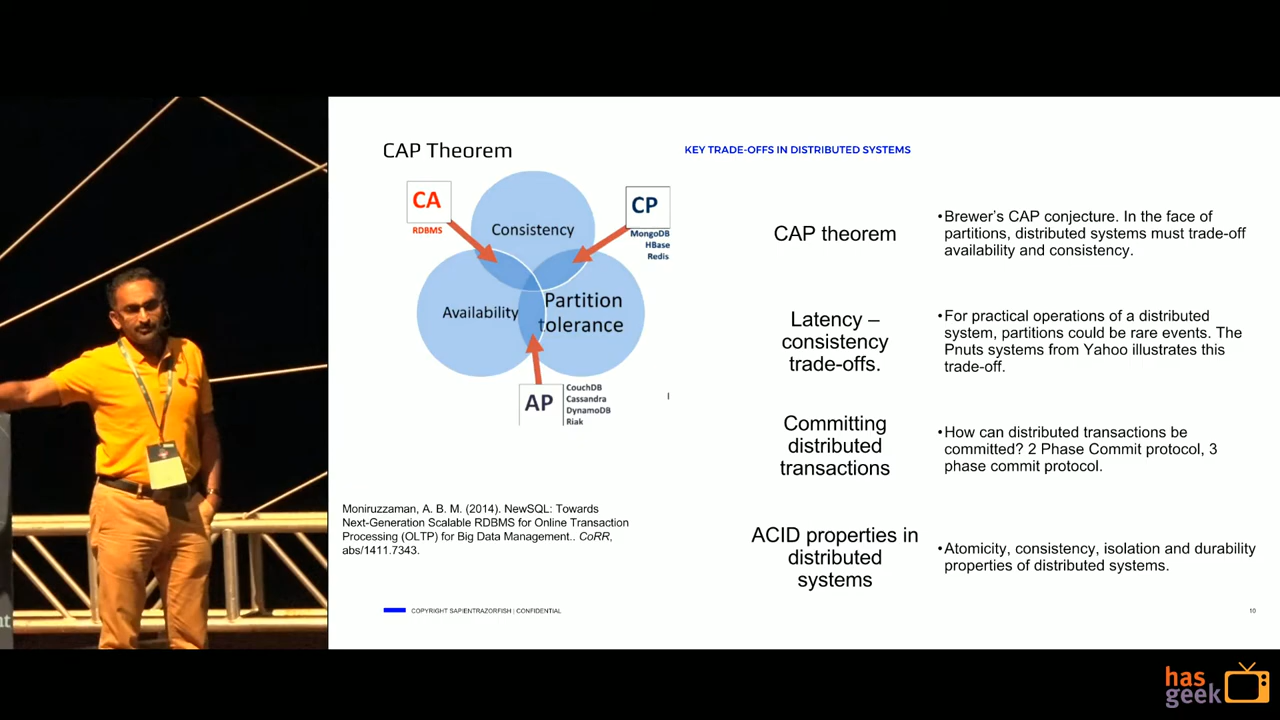 CAP Theorem
CA
RDBMS
Consistency
CP
MongoDB
HBase
Redis
Availability
Partition
tolerance
AP
CouchDB
Cassandra
DynamoDB
Riak
Moniruzzaman, A. B. M. (2014). NewSQL: Towards
Next-Generation Scalable RDBMS for Online Transaction
Processing (OLTP) for Big Data Management.. CoRR,
abs/1411.7343.
KEY TRADE-OFFS IN DISTRIBUTED SYSTEMS
CAP theorem
•Brewer's CAP conjecture. In the face of
partitions, distributed systems must trade-off
availability and consistency.
Latency –
consistency
trade-offs.
•For practical operations of a distributed
system, partitions could be rare events. The
Pnuts systems from Yahoo illustrates this
trade-off.
Committing
distributed
transactions
•How can distributed transactions be
committed? 2 Phase Commit protocol, 3
phase commit protocol.
ACID properties in
distributed
systems
•Atomicity, consistency, isolation and durability
properties of distributed systems.
COPYRIGHT SAPIENTRAZORFISH | CONFIDENTIAL
10
has
geek